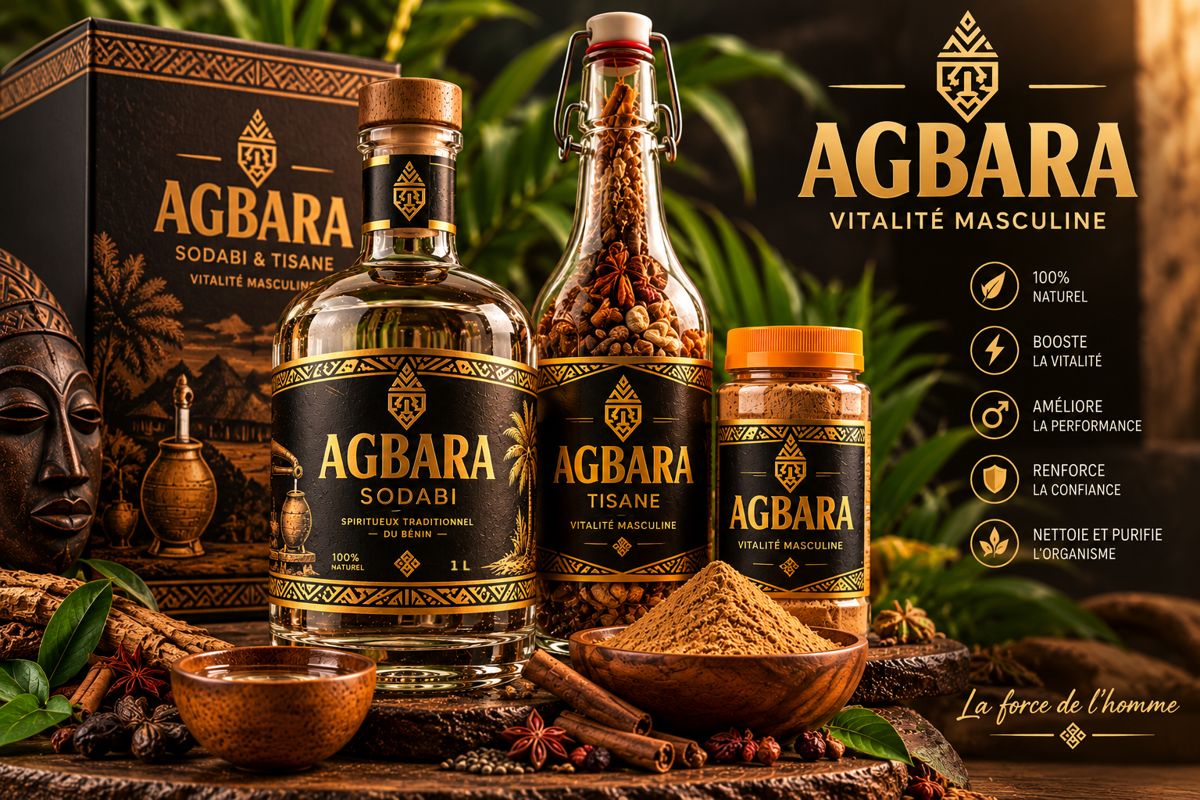 AGBARA
SODABI & TISANE
VITALITÉ MASCULINE
AGBARA
SODABI
SPIRITUEUX TRADITIONNEL
DU BÉNIN
100%
NATUREL
1 L
AGBARA
TISANE
VITALITÉ MASCULINE
AGBARA
VITALITÉ MASCULINE
AGBARA
VITALITÉ MASCULINE
100%
NATUREL
BOOSTE
LA VITALITÉ
AMÉLIORE
LA PERFORMANCE
RENFORCE
LA CONFIANCE
NETTOIE ET PURIFIE
L'ORGANISME
La force de l'homme